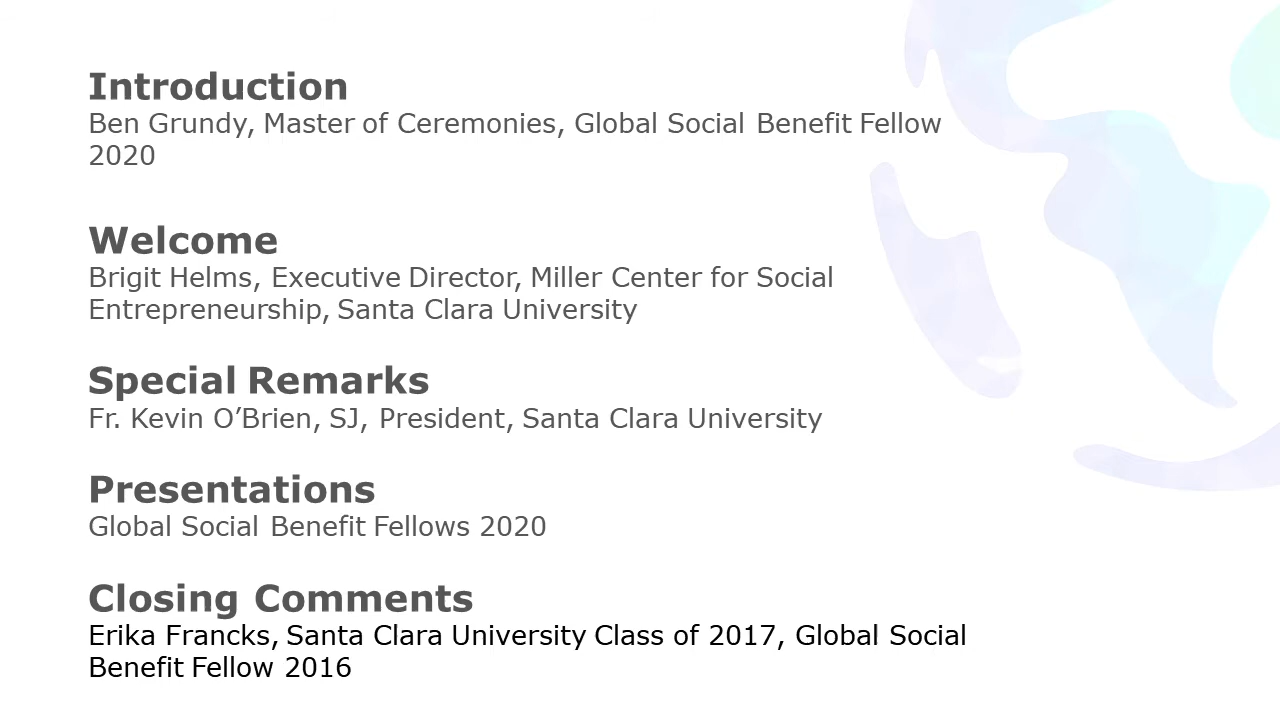 Introduction
Ben Grundy, Master of Ceremonies, Global Social Benefit Fellow
2020
Welcome
Brigit Helms, Executive Director, Miller Center for Social
Entrepreneurship, Santa Clara University
Special Remarks
Fr. Kevin O’Brien, SJ, President, Santa Clara University
Presentations
Global Social Benefit Fellows 2020
Closing Comments
Erika Francks, Santa Clara University Class of 2017, Global Social
Benefit Fellow 2016